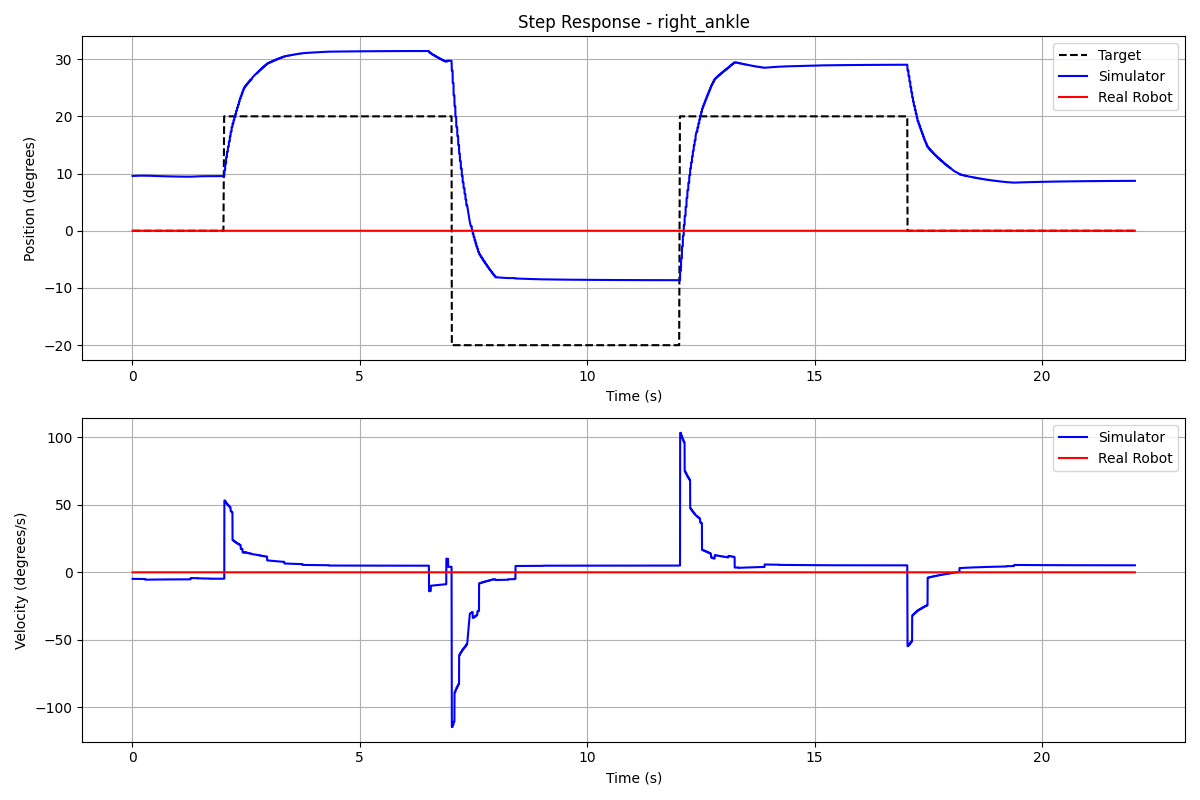 Step Response - right_ankle
Position (degrees)
30
20
10
0
−10
−20
Target
Simulator
Real Robot
0
5
10
15
20
Time (s)
Velocity (degrees/s)
100
50
0
−50
−100
Simulator
Real Robot
0
5
10
15
20
Time (s)